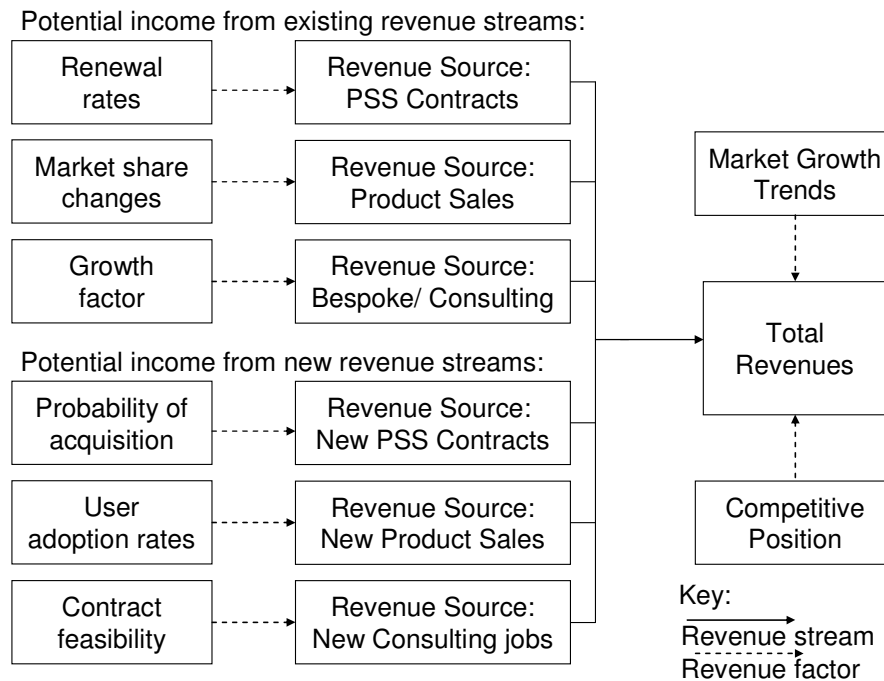 Potential income from existing revenue streams:
Renewal
rates
Revenue Source:
PSS Contracts
Market share
changes
Revenue Source:
Product Sales
Growth
factor
Revenue Source:
Bespoke/ Consulting
Potential income from new revenue streams:
Probability of
acquisition
Revenue Source:
New PSS Contracts
User
adoption rates
Revenue Source:
New Product Sales
Contract
feasibility
Revenue Source:
New Consulting jobs
Market Growth
Trends
Total
Revenues
Competitive
Position
Key:
Revenue stream
Revenue factor